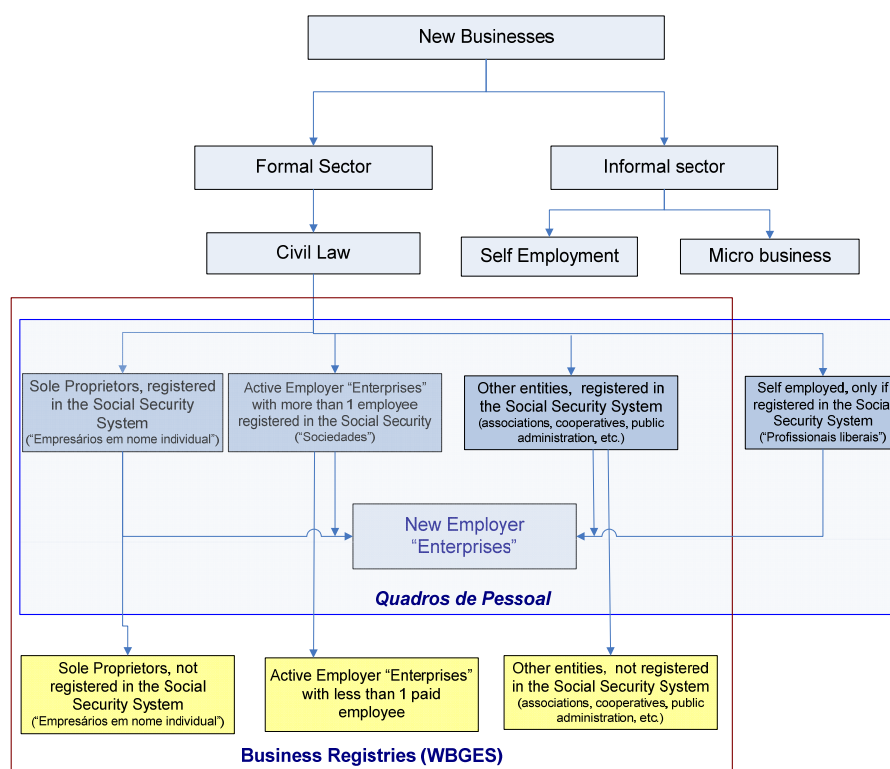 New Businesses
Formal Sector
Informal sector
Civil Law
Self Employment
Micro business
Sole Proprietors, registered
in the Social Security
System
(“Empresários em nome individual”)
Active Employer “Enterprises”
with more than 1 employee
registered in the Social Security
(“Sociedades”)
Other entities, registered in
the Social Security System
(associations, cooperatives, public
administration, etc.)
Self employed, only if
registered in the Social
Security System
(“Profissionais liberais”)
New Employer
“Enterprises”
Quadros de Pessoal
Sole Proprietors, not
registered in the Social
Security System
(“Empresários em nome individual”)
Active Employer “Enterprises”
with less than 1 paid
employee
Other entities, not registered
in the Social Security System
(associations, cooperatives, public
administration, etc.)
Business Registries (WBGES)